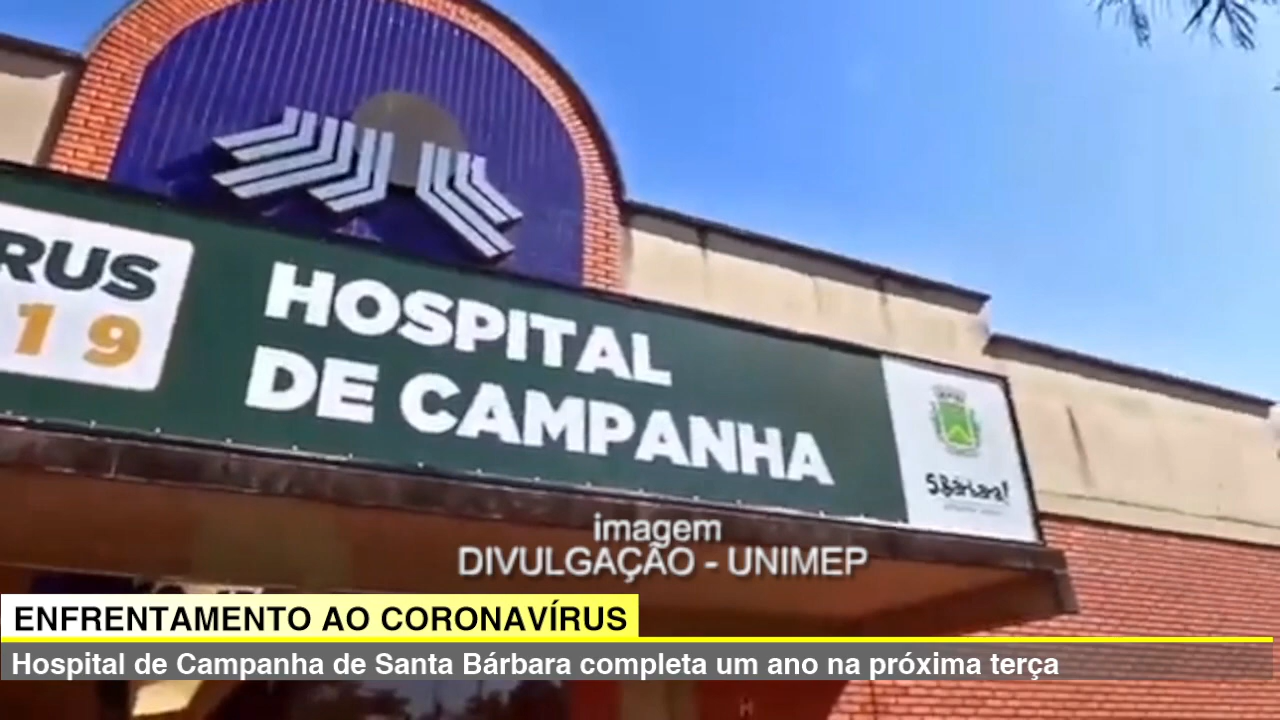 RUS
19
HOSPITAL
DE CAMPANHA
S.Bárbara!
imagem
DIVULGAÇÃO - UNIMEP
ENFRENTAMENTO AO CORONAVÍRUS
Hospital de Campanha de Santa Bárbara completa um ano na próxima terça